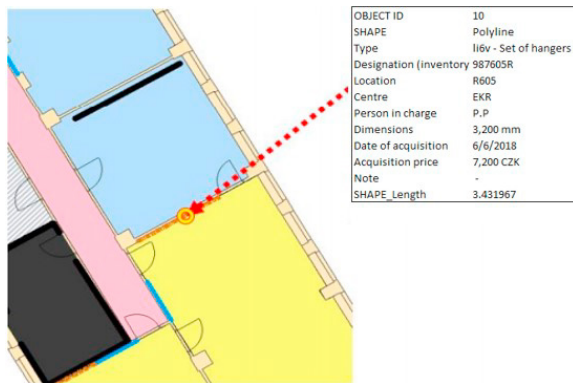 OBJECT ID 10
SHAPE Polyline
Type li6v - Set of hangers
Designation (inventory 987605R
Location R605
Centre EKR
Person in charge P.P
Dimensions 3,200 mm
Date of acquisition 6/6/2018
Acquisition price 7,200 CZK
Note -
SHAPE_Length 3.431967